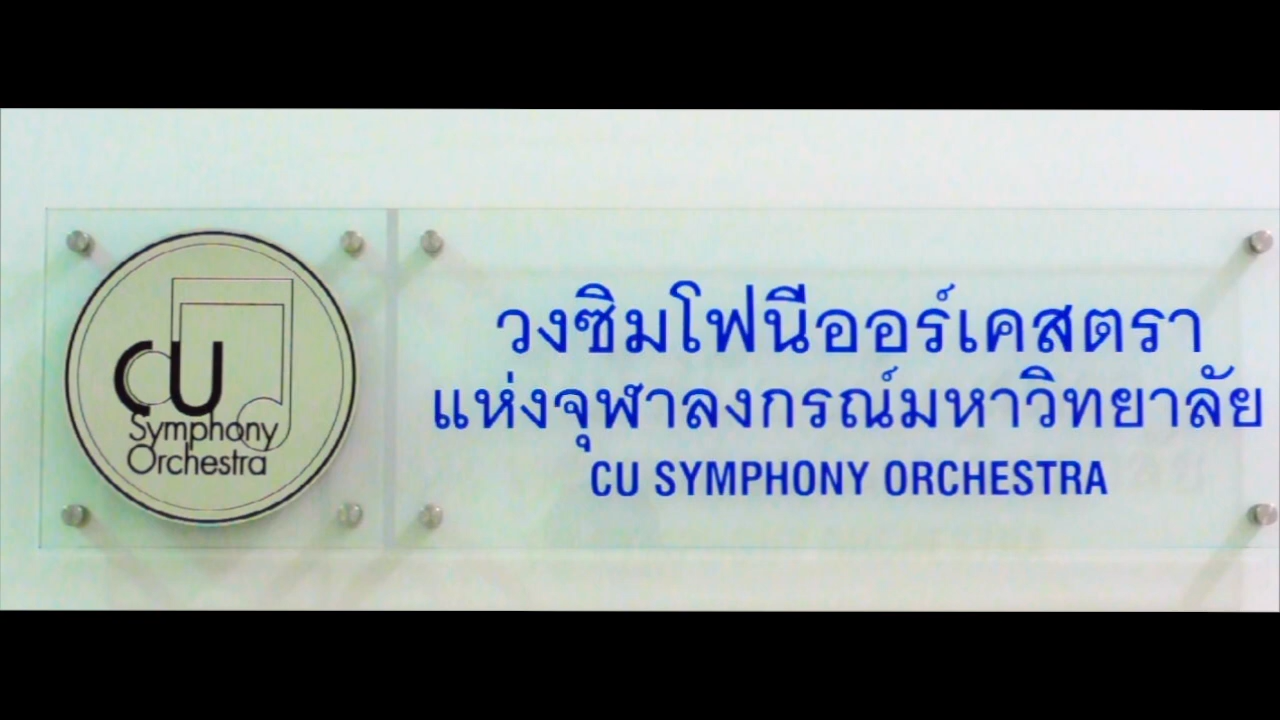 CU
Symphony
Orchestra
วงซิมโฟนีออร์เคสตรา
แห่งจุฬาลงกรณ์มหาวิทยาลัย
CU SYMPHONY ORCHESTRA